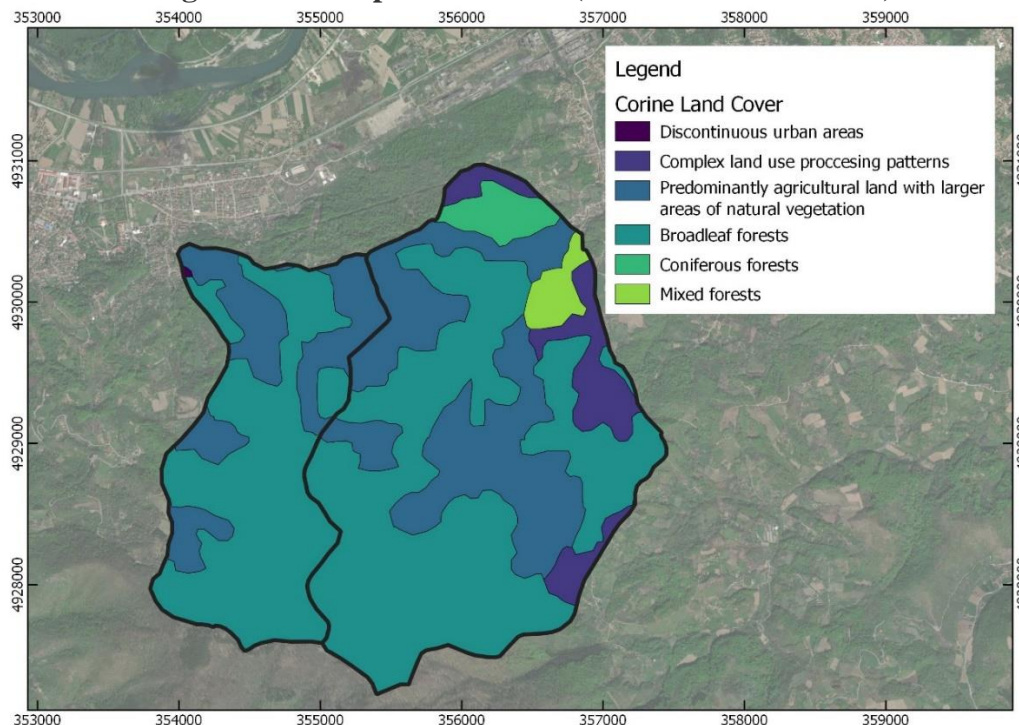 353000 354000 355000 356000 357000 358000 359000
Legend
Corine Land Cover
Discontinuous urban areas
Complex land use proccesing patterns
Predominantly agricultural land with larger
areas of natural vegetation
Broadleaf forests
Coniferous forests
Mixed forests
4931000
4930000
4929000
4928000
353000 354000 355000 356000 357000 358000 359000